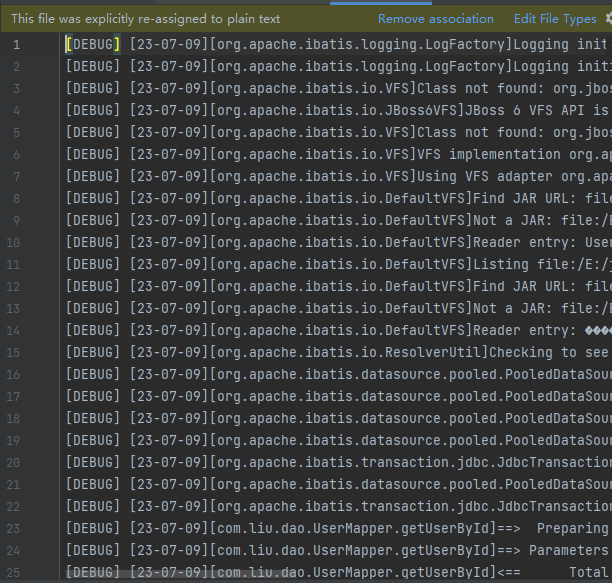 This file was explicitly re-assigned to plain text Remove association Edit File Types
1 [DEBUG] [23-07-09][org.apache.ibatis.logging.LogFactory]Logging init
2 [DEBUG] [23-07-09][org.apache.ibatis.logging.LogFactory]Logging initi
3 [DEBUG] [23-07-09][org.apache.ibatis.io.VFS]Class not found: org.jbos
4 [DEBUG] [23-07-09][org.apache.ibatis.io.JBoss6VFS]JBoss 6 VFS API is
5 [DEBUG] [23-07-09][org.apache.ibatis.io.VFS]Class not found: org.jbos
6 [DEBUG] [23-07-09][org.apache.ibatis.io.VFS]VFS implementation org.ap
7 [DEBUG] [23-07-09][org.apache.ibatis.io.VFS]Using VFS adapter org.apa
8 [DEBUG] [23-07-09][org.apache.ibatis.io.DefaultVFS]Find JAR URL: file
9 [DEBUG] [23-07-09][org.apache.ibatis.io.DefaultVFS]Not a JAR: file:/E
10 [DEBUG] [23-07-09][org.apache.ibatis.io.DefaultVFS]Reader entry: User
11 [DEBUG] [23-07-09][org.apache.ibatis.io.DefaultVFS]Listing file:/E:/j
12 [DEBUG] [23-07-09][org.apache.ibatis.io.DefaultVFS]Find JAR URL: file
13 [DEBUG] [23-07-09][org.apache.ibatis.io.DefaultVFS]Not a JAR: file:/E
14 [DEBUG] [23-07-09][org.apache.ibatis.io.DefaultVFS]Reader entry: ����
15 [DEBUG] [23-07-09][org.apache.ibatis.io.ResolverUtil]Checking to see
16 [DEBUG] [23-07-09][org.apache.ibatis.datasource.pooled.PooledDataSour
17 [DEBUG] [23-07-09][org.apache.ibatis.datasource.pooled.PooledDataSour
18 [DEBUG] [23-07-09][org.apache.ibatis.datasource.pooled.PooledDataSour
19 [DEBUG] [23-07-09][org.apache.ibatis.datasource.pooled.PooledDataSour
20 [DEBUG] [23-07-09][org.apache.ibatis.transaction.jdbc.JdbcTransaction
21 [DEBUG] [23-07-09][org.apache.ibatis.datasource.pooled.PooledDataSour
22 [DEBUG] [23-07-09][org.apache.ibatis.transaction.jdbc.JdbcTransaction
23 [DEBUG] [23-07-09][com.liu.dao.UserMapper.getUserById]==>  Preparing
24 [DEBUG] [23-07-09][com.liu.dao.UserMapper.getUserById]==> Parameters
25 [DEBUG] [23-07-09][com.liu.dao.UserMapper.getUserById]<==      Total